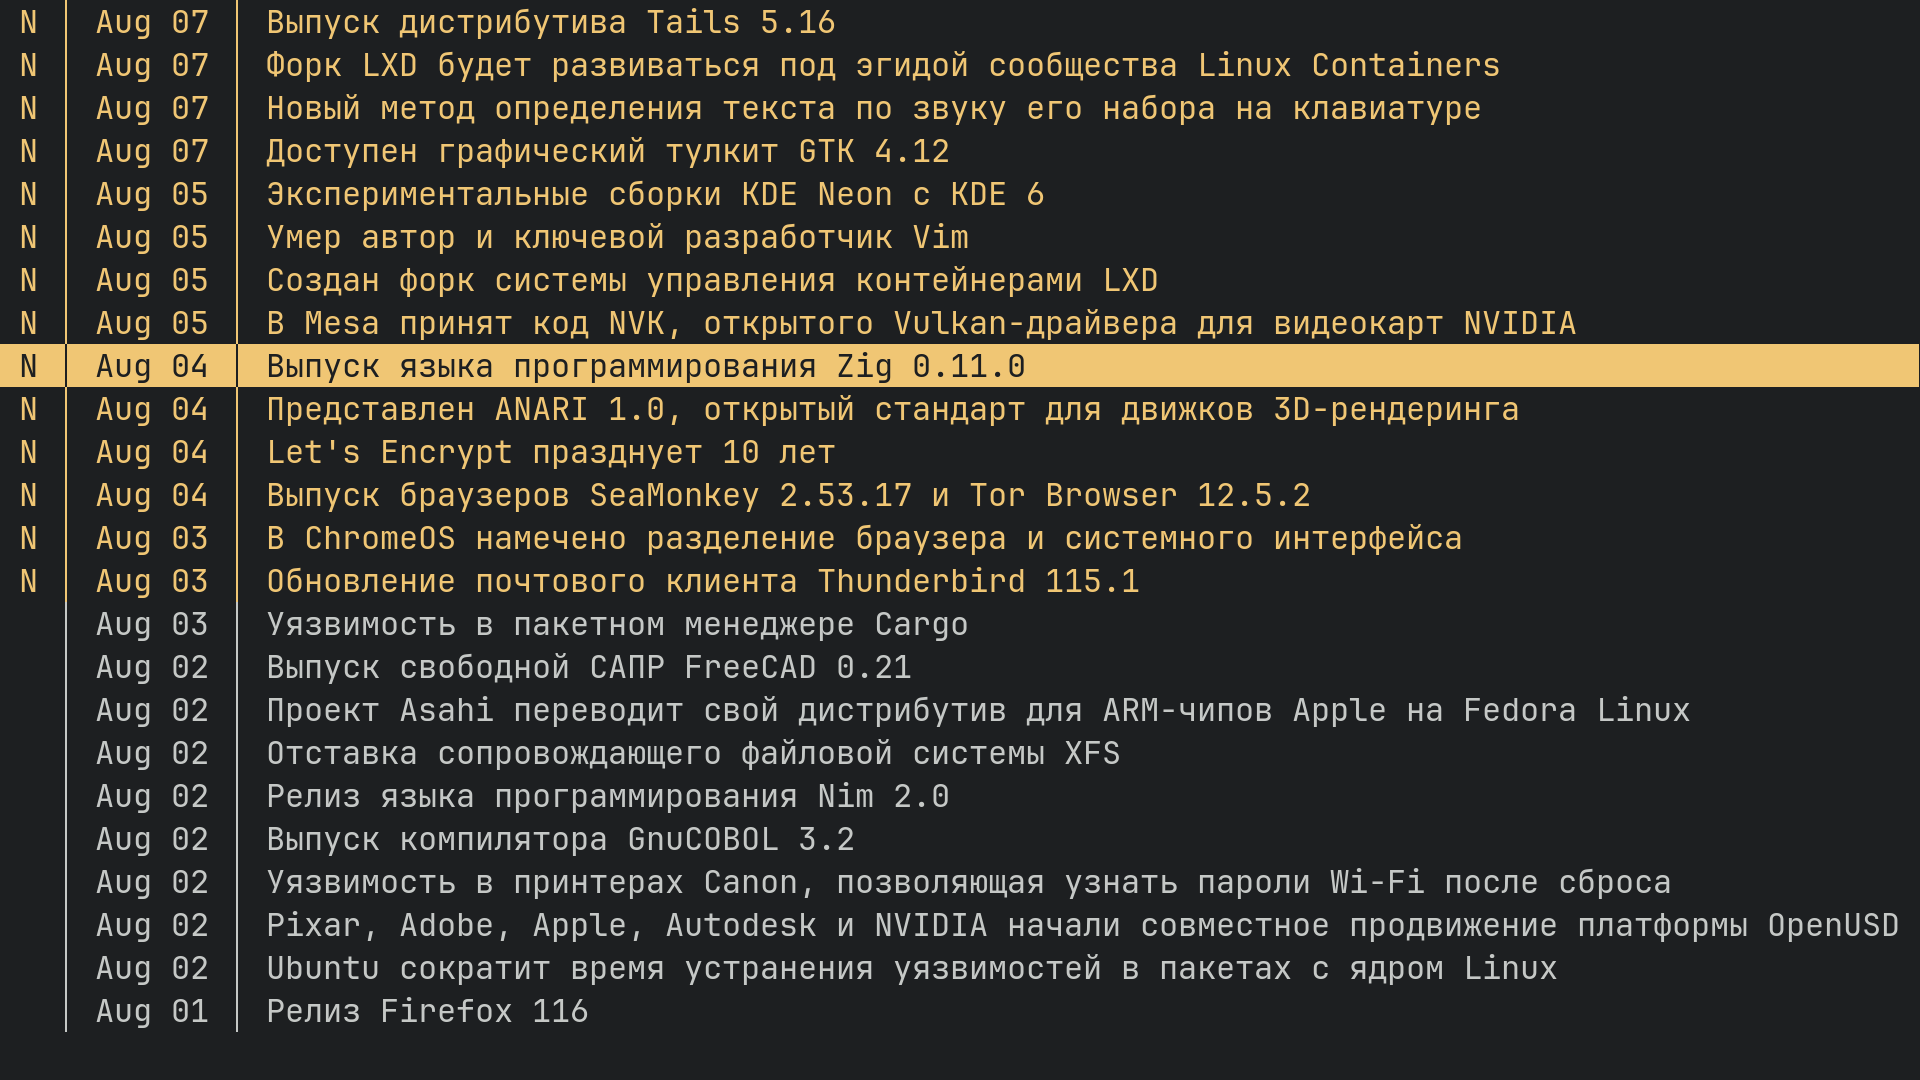 N Aug 07 Выпуск дистрибутива Tails 5.16
N Aug 07 Форк LXD будет развиваться под эгидой сообщества Linux Containers
N Aug 07 Новый метод определения текста по звуку его набора на клавиатуре
N Aug 07 Доступен графический тулкит GTK 4.12
N Aug 05 Экспериментальные сборки KDE Neon с KDE 6
N Aug 05 Умер автор и ключевой разработчик Vim
N Aug 05 Создан форк системы управления контейнерами LXD
N Aug 05 В Mesa принят код NVK, открытого Vulkan-драйвера для видеокарт NVIDIA
N Aug 04 Выпуск языка программирования Zig 0.11.0
N Aug 04 Представлен ANARI 1.0, открытый стандарт для движков 3D-рендеринга
N Aug 04 Let's Encrypt празднует 10 лет
N Aug 04 Выпуск браузеров SeaMonkey 2.53.17 и Tor Browser 12.5.2
N Aug 03 В ChromeOS намечено разделение браузера и системного интерфейса
N Aug 03 Обновление почтового клиента Thunderbird 115.1
Aug 03 Уязвимость в пакетном менеджере Cargo
Aug 02 Выпуск свободной САПР FreeCAD 0.21
Aug 02 Проект Asahi переводит свой дистрибутив для ARM-чипов Apple на Fedora Linux
Aug 02 Отставка сопровождающего файловой системы XFS
Aug 02 Релиз языка программирования Nim 2.0
Aug 02 Выпуск компилятора GnuCOBOL 3.2
Aug 02 Уязвимость в принтерах Canon, позволяющая узнать пароли Wi-Fi после сброса
Aug 02 Pixar, Adobe, Apple, Autodesk и NVIDIA начали совместное продвижение платформы OpenUSD
Aug 02 Ubuntu сократит время устранения уязвимостей в пакетах с ядром Linux
Aug 01 Релиз Firefox 116